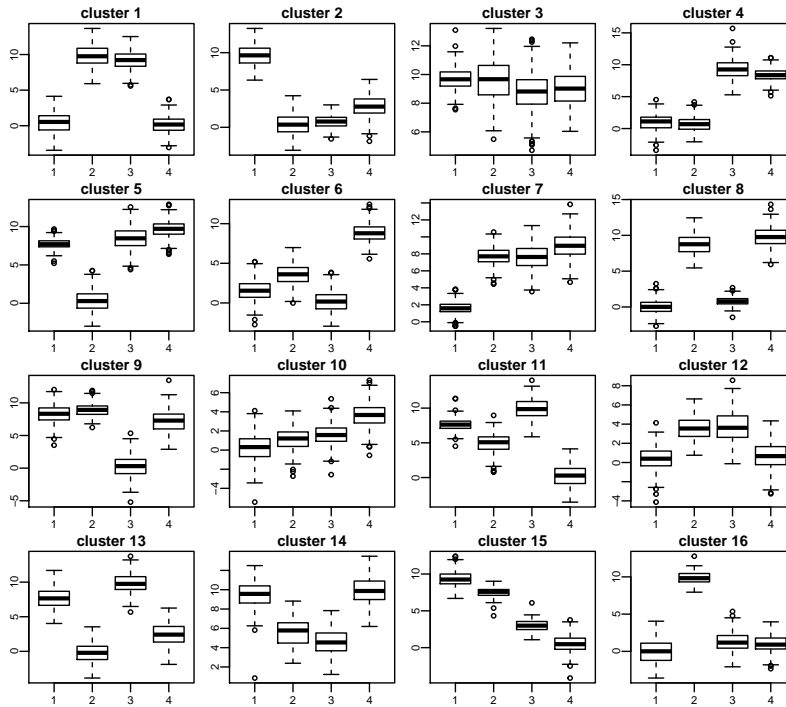 cluster 1
0 5 10
1 2 3 4
cluster 2
0 5 10
1 2 3 4
cluster 3
6 8 10 12
1 2 3 4
cluster 4
0 5 10 15
1 2 3 4
cluster 5
0 5 10
1 2 3 4
cluster 6
0 5 10
1 2 3 4
cluster 7
0 2 4 6 8 12
1 2 3 4
cluster 8
0 5 10 15
1 2 3 4
cluster 9
−5 0 5 10
1 2 3 4
cluster 10
−4 0 2 4 6
1 2 3 4
cluster 11
0 5 10
1 2 3 4
cluster 12
−4 0 2 4 6 8
1 2 3 4
cluster 13
0 5 10
1 2 3 4
cluster 14
2 4 6 8 10
1 2 3 4
cluster 15
0 5 10
1 2 3 4
cluster 16
0 5 10
1 2 3 4